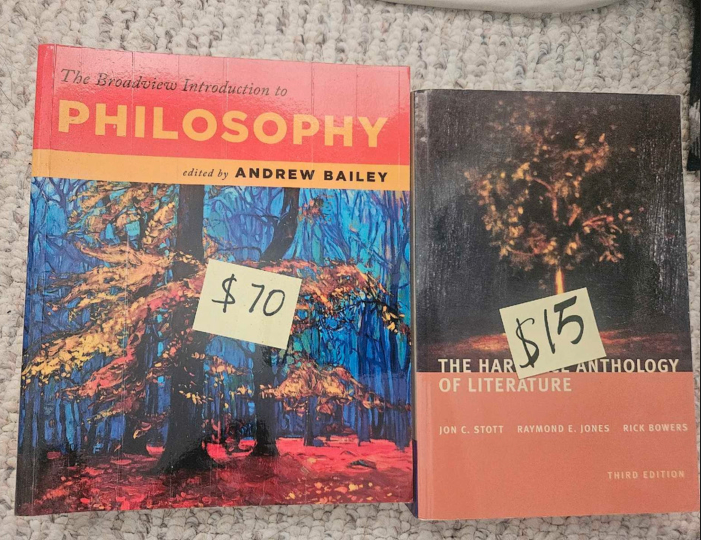 The Broadview Introduction to
PHILOSOPHY
edited by ANDREW BAILEY
$70
$15
THE ANTHOLOGY
OF LITERATURE
JON C. STOTT RAYMOND E. JONES RICK BOWERS
THIRD EDITION